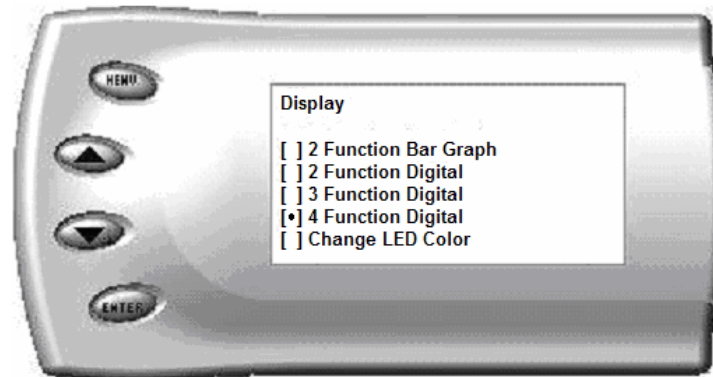 MENU
Display
[ ] 2 Function Bar Graph
[ ] 2 Function Digital
[ ] 3 Function Digital
[•] 4 Function Digital
[ ] Change LED Color
ENTER